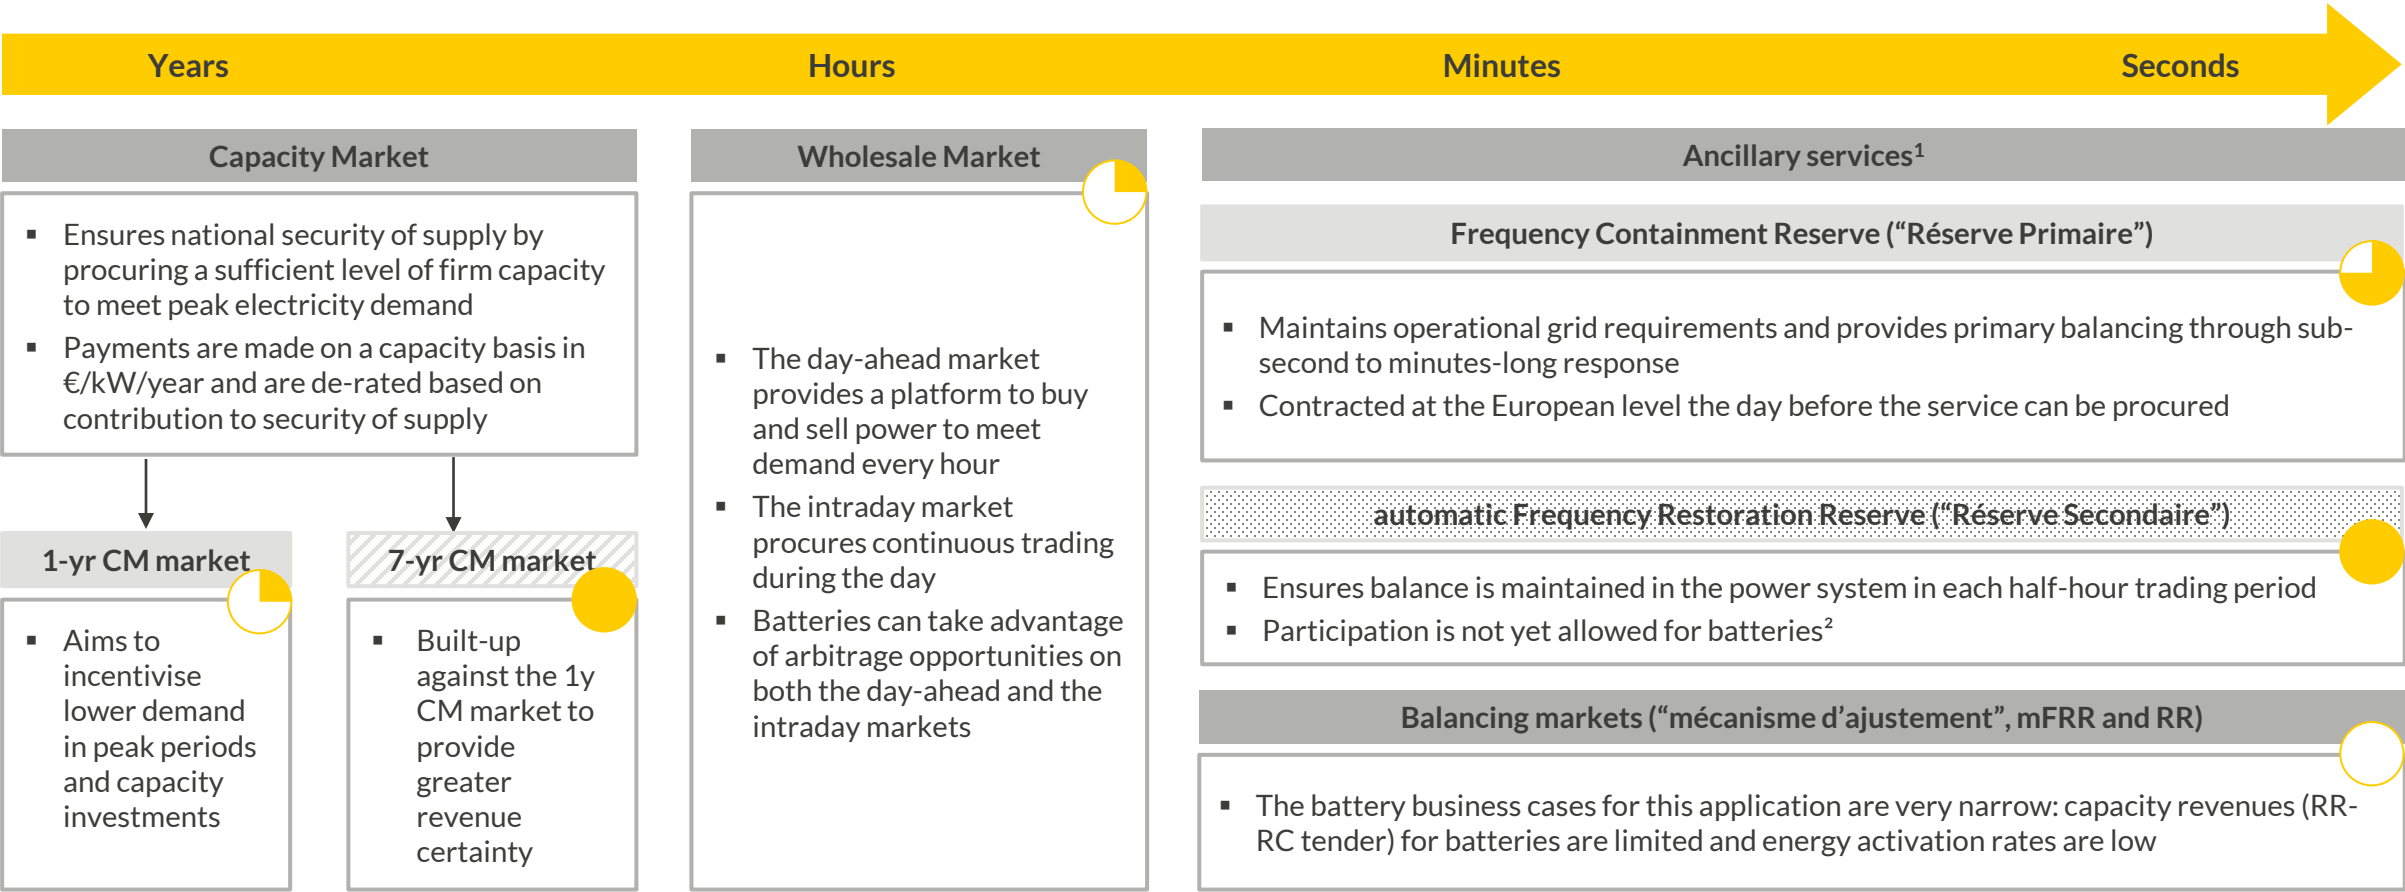 Years
Hours
Minutes
Seconds
Capacity Market
▪ Ensures national security of supply by
procuring a sufficient level of firm capacity
to meet peak electricity demand
▪ Payments are made on a capacity basis in
€/kW/year and are de-rated based on
contribution to security of supply
1-yr CM market
▪ Aims to
incentivise
lower demand
in peak periods
and capacity
investments
7-yr CM market
▪ Built-up
against the 1y
CM market to
provide
greater
revenue
certainty
Wholesale Market
▪ The day-ahead market
provides a platform to buy
and sell power to meet
demand every hour
▪ The intraday market
procures continuous trading
during the day
▪ Batteries can take advantage
of arbitrage opportunities on
both the day-ahead and the
intraday markets
Ancillary services¹
Frequency Containment Reserve (“Réserve Primaire”)
▪ Maintains operational grid requirements and provides primary balancing through sub-
second to minutes-long response
▪ Contracted at the European level the day before the service can be procured
automatic Frequency Restoration Reserve (“Réserve Secondaire”)
▪ Ensures balance is maintained in the power system in each half-hour trading period
▪ Participation is not yet allowed for batteries²
Balancing markets (“mécanisme d’ajustement”, mFRR and RR)
▪ The battery business cases for this application are very narrow: capacity revenues (RR-
RC tender) for batteries are limited and energy activation rates are low